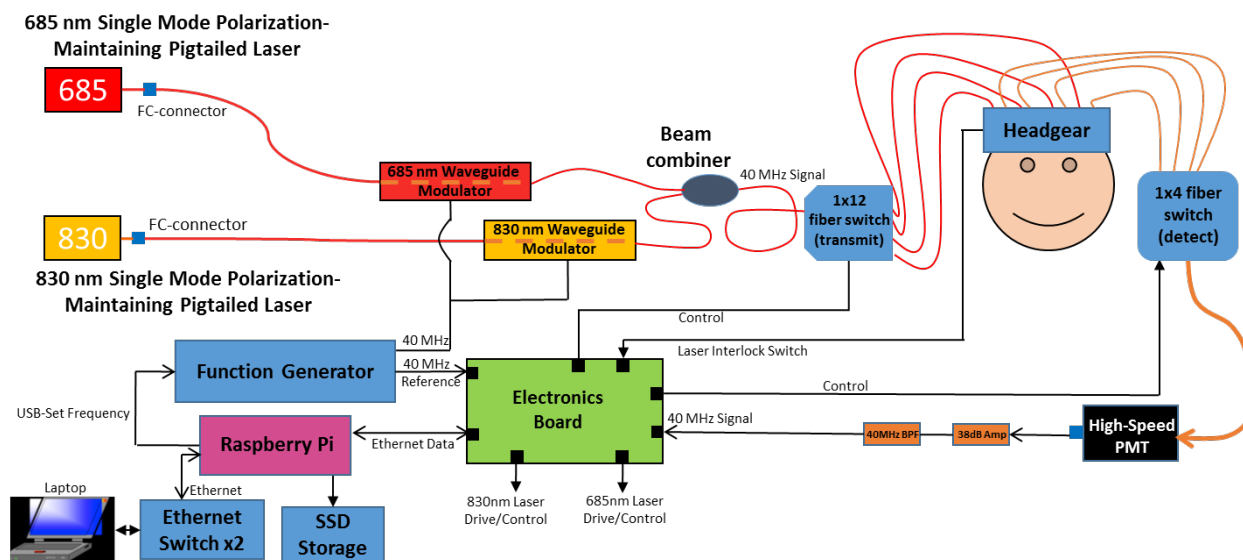 685 nm Single Mode Polarization-
Maintaining Pigtailed Laser
685
FC-connector
830
FC-connector
830 nm Single Mode Polarization-
Maintaining Pigtailed Laser
685 nm Waveguide
Modulator
830 nm Waveguide
Modulator
Beam
combiner
40 MHz Signal
1x12
fiber switch
(transmit)
Headgear
1x4 fiber
switch
(detect)
Control
Laser Interlock Switch
Control
40 MHz
40 MHz
Reference
Function Generator
USB-Set Frequency
Raspberry Pi
Ethernet Data
Electronics
Board
40 MHz Signal
40MHz BPF
38dB Amp
High-Speed
PMT
Laptop
Ethernet
Ethernet
Switch x2
SSD
Storage
830nm Laser
Drive/Control
685nm Laser
Drive/Control